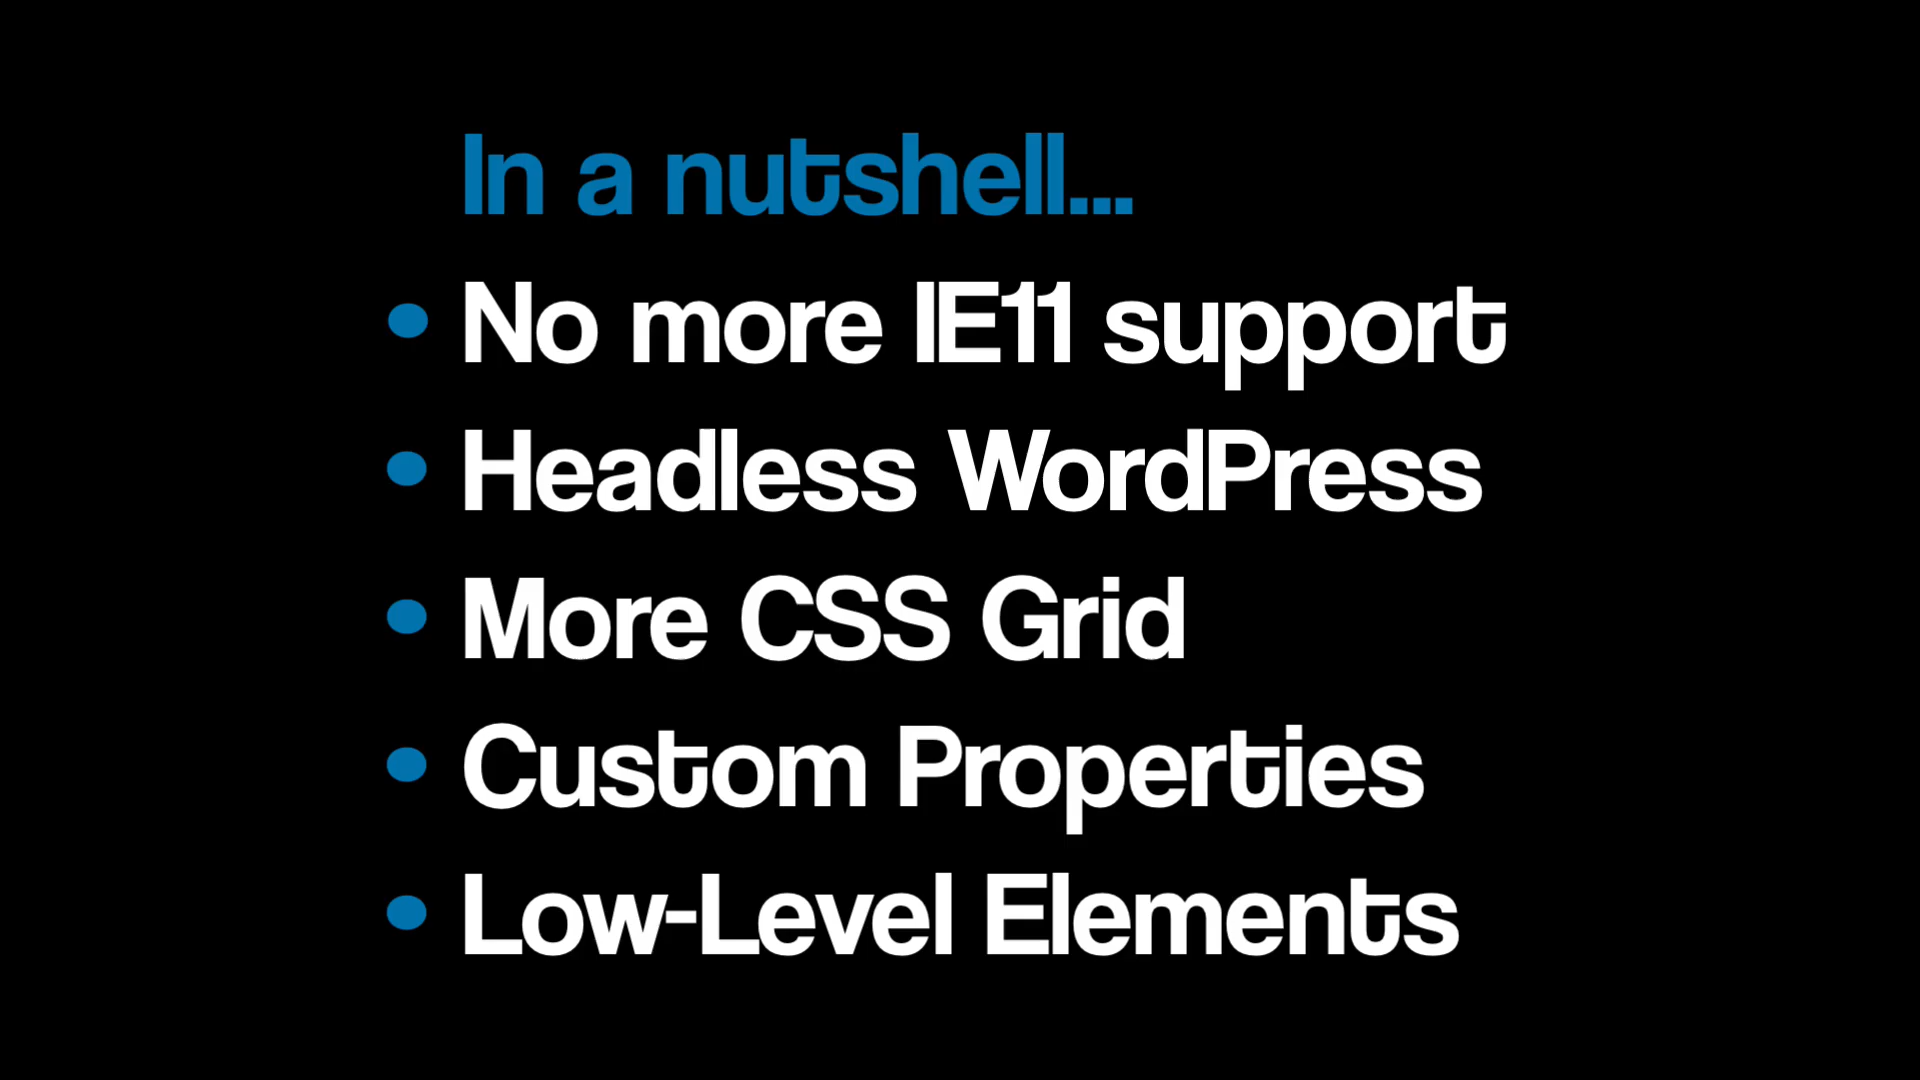 In a nutshell...
• No more IE11 support
• Headless WordPress
• More CSS Grid
• Custom Properties
• Low-Level Elements